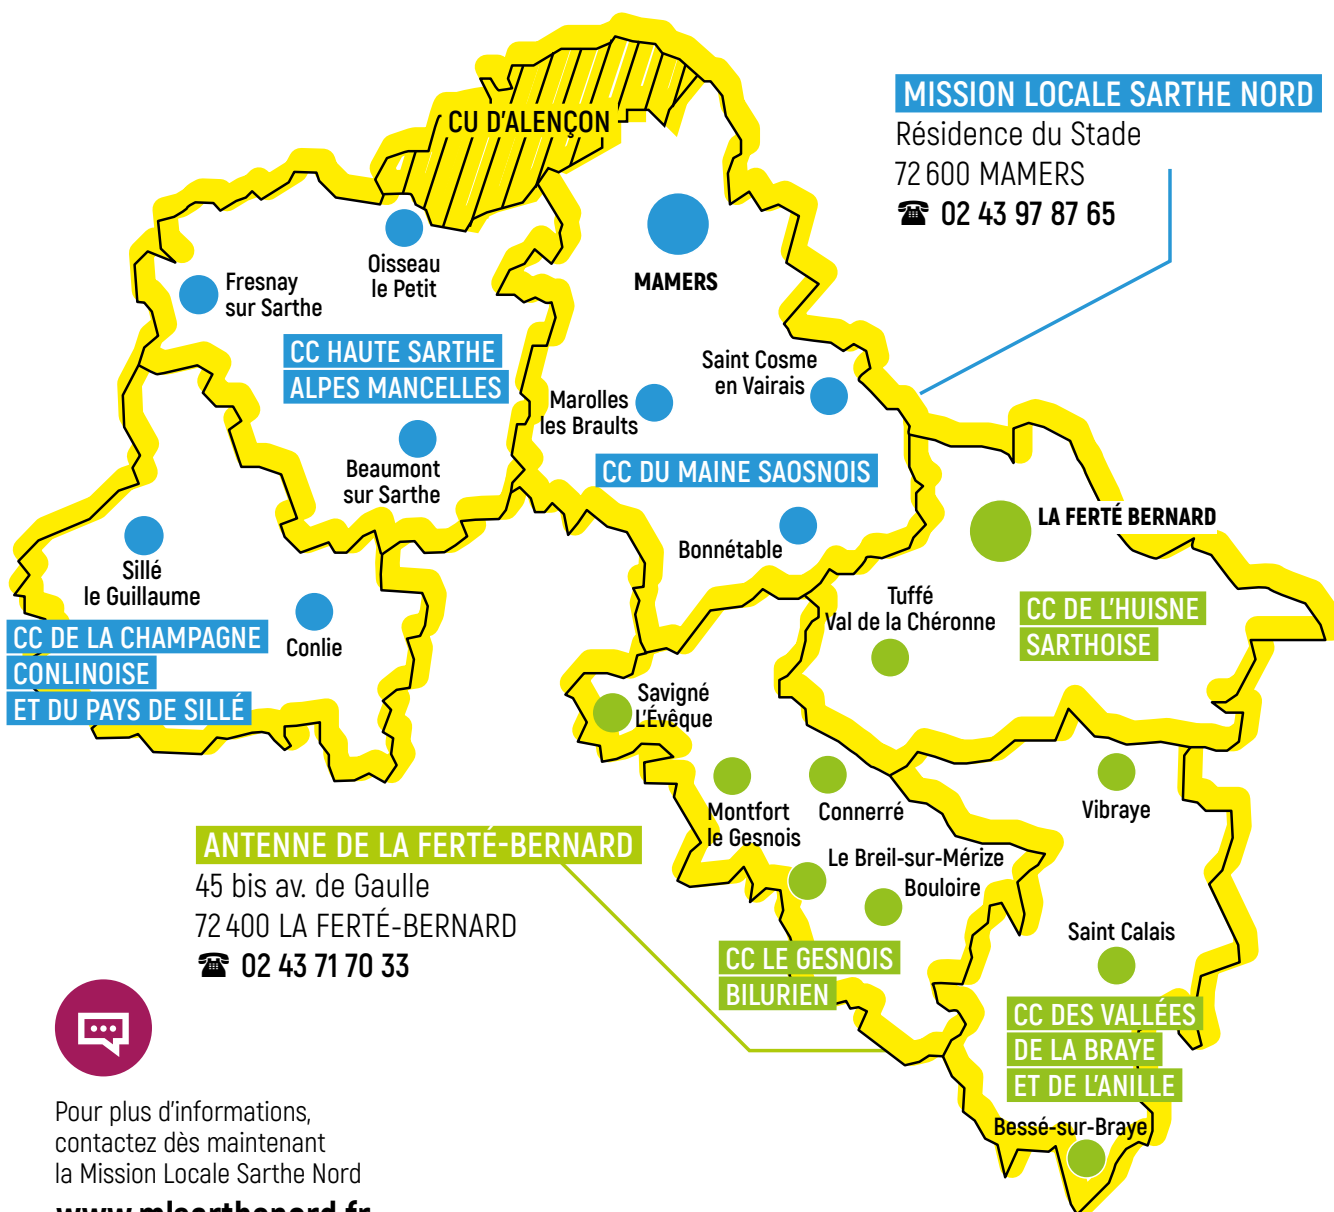 CU D'ALENÇON
MISSION LOCALE SARTHE NORD
Résidence du Stade
72 600 MAMERS
☎ 02 43 97 87 65
Oisseau
le Petit
MAMERS
Fresnay
sur Sarthe
CC HAUTE SARTHE
ALPES MANCELLES
Saint Cosme
en Vairais
Marolles
les Braults
Beaumont
sur Sarthe
CC DU MAINE SAOSNOIS
LA FERTÉ BERNARD
Bonnétable
Sillé
le Guillaume
Tuffé
Val de la Chéronne
CC DE L'HUISNE
SARTHOISE
Conlie
CC DE LA CHAMPAGNE
CONLINOISE
ET DU PAYS DE SILLÉ
Savigné
L'Évêque
Montfort
le Gesnois
Connerré
Vibraye
ANTENNE DE LA FERTÉ-BERNARD
45 bis av. de Gaulle
72 400 LA FERTÉ-BERNARD
☎ 02 43 71 70 33
Le Breil-sur-Mérize
Bouloire
Saint Calais
CC LE GESNOIS
BILURIEN
CC DES VALLÉES
DE LA BRAYE
ET DE L'ANILLE
Bessé-sur-Braye
Pour plus d'informations,
contactez dès maintenant
la Mission Locale Sarthe Nord
www.mlsarthenord.fr